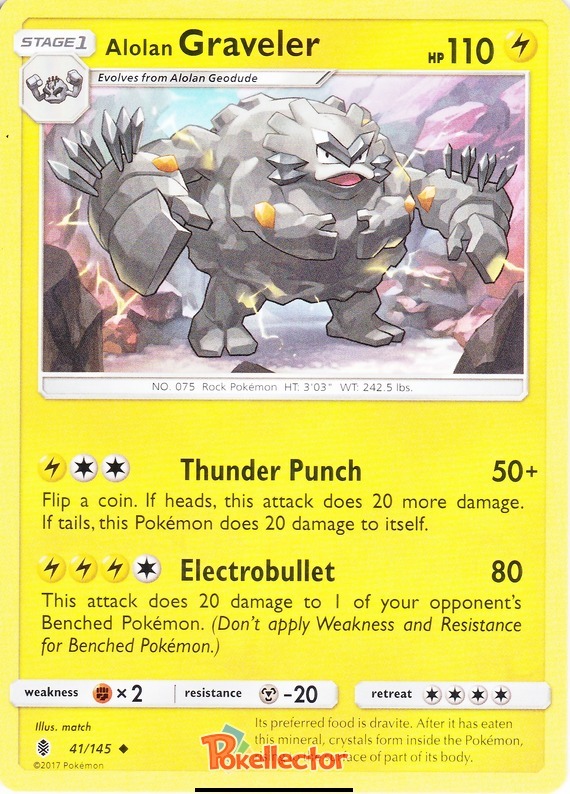 STAGE1
Alolan Graveler
HP 110
Evolves from Alolan Geodude
NO. 075 Rock Pokémon HT: 3'03" WT: 242.5 lbs.
Thunder Punch 50+
Flip a coin. If heads, this attack does 20 more damage.
If tails, this Pokémon does 20 damage to itself.
Electrobullet 80
This attack does 20 damage to 1 of your opponent's
Benched Pokémon. (Don't apply Weakness and Resistance
for Benched Pokémon.)
weakness ×2 resistance -20 retreat
Illus. match
41/145
©2017 Pokémon
Its preferred food is dravite. After it has eaten
this mineral, crystals form inside the Pokémon,
surface of part of its body.
Pokellector